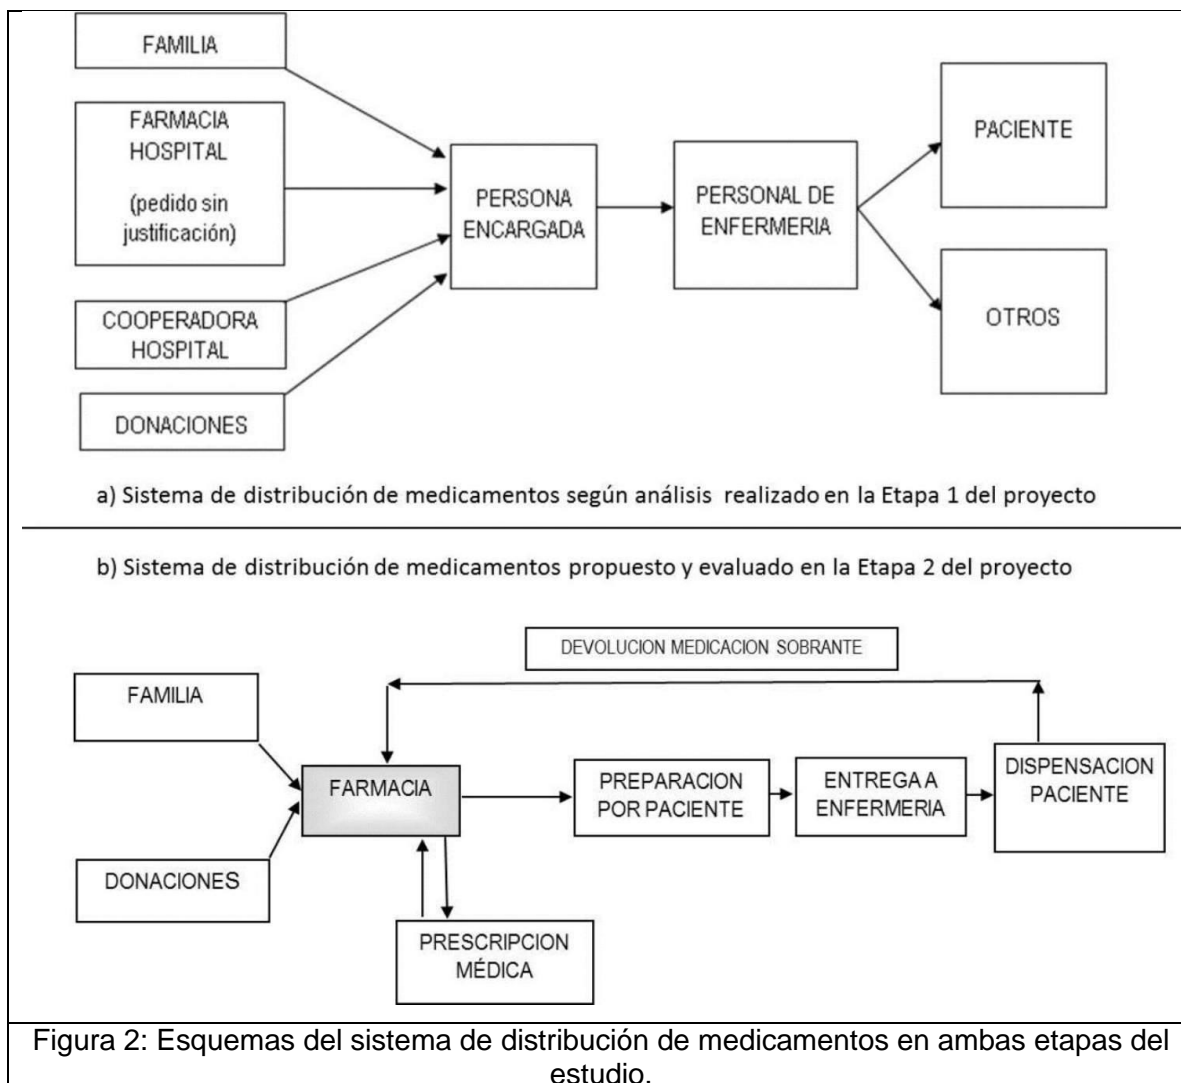 FAMILIA
FARMACIA
HOSPITAL
(pedido sin
justificación)
COOPERADORA
HOSPITAL
DONACIONES
PERSONA
ENCARGADA
PERSONAL DE
ENFERMERIA
PACIENTE
OTROS
a) Sistema de distribución de medicamentos según análisis realizado en la Etapa 1 del proyecto
b) Sistema de distribución de medicamentos propuesto y evaluado en la Etapa 2 del proyecto
DEVOLUCION MEDICACION SOBRANTE
FAMILIA
DONACIONES
FARMACIA
PRESCRIPCION
MÉDICA
PREPARACION
POR PACIENTE
ENTREGA A
ENFERMERIA
DISPENSACION
PACIENTE
Figura 2: Esquemas del sistema de distribución de medicamentos en ambas etapas del
estudio.